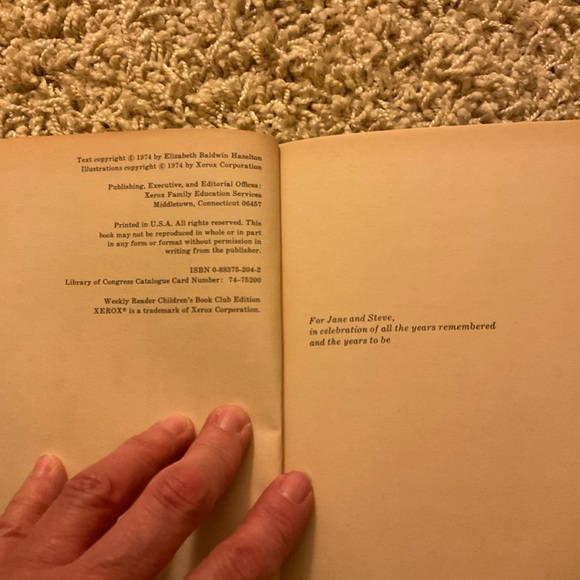 Text copyright © 1974 by Elizabeth Baldwin Hazelton
Illustrations copyright © 1974 by Xerox Corporation
Publishing, Executive, and Editorial Offices:
Xerox Family Education Services
Middletown, Connecticut 06457
Printed in U.S.A. All rights reserved. This
book may not be reproduced in whole or in part
in any form or format without permission in
writing from the publisher.
ISBN 0-88375-204-2
Library of Congress Catalogue Card Number: 74-75200
Weekly Reader Children's Book Club Edition
XEROX® is a trademark of Xerox Corporation.
For Jane and Steve,
in celebration of all the years remembered
and the years to be